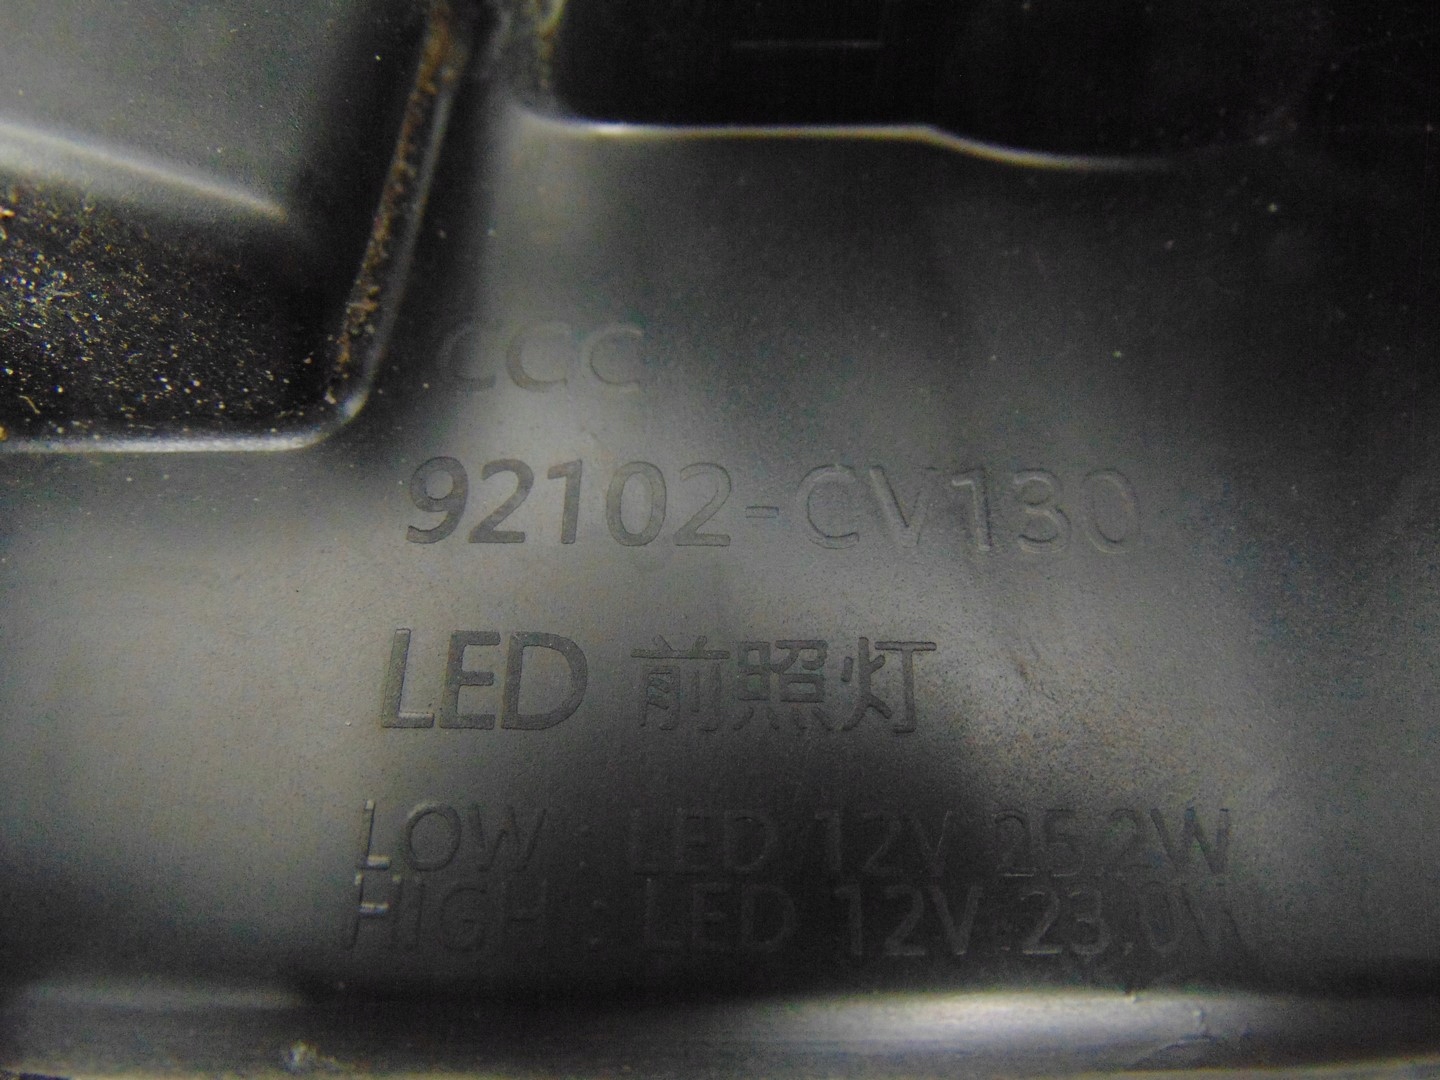 CCC
92102-CV130
LED 前照灯
LOW : LED 12V 25.2W
HIGH : LED 12V 23.0W